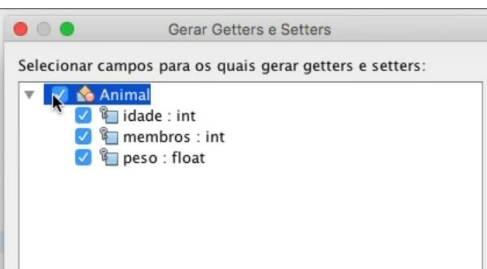 Gerar Getters e Setters
Selecionar campos para os quais gerar getters e setters:
Animal
idade : int
membros : int
peso : float